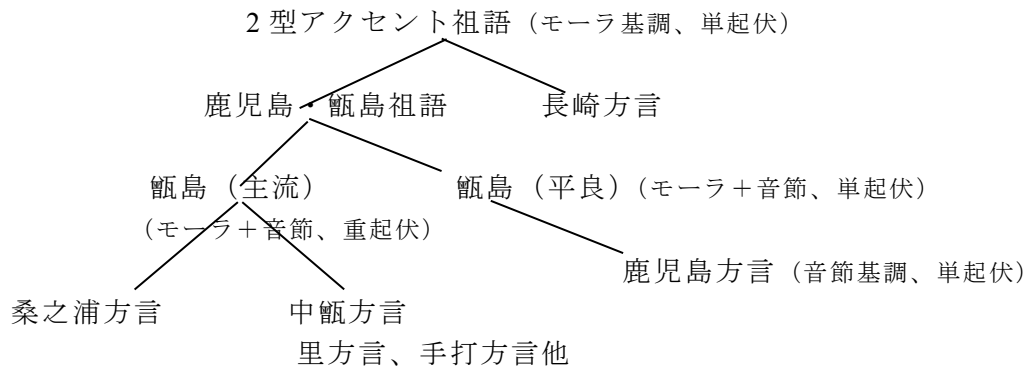 2 型アクセント祖語（モーラ基調、単起伏）
鹿児島・甑島祖語　長崎方言
甑島（主流）　甑島（平良）（モーラ＋音節、単起伏）
（モーラ＋音節、重起伏）
鹿児島方言（音節基調、単起伏）
桑之浦方言　中甑方言
里方言、手打方言他